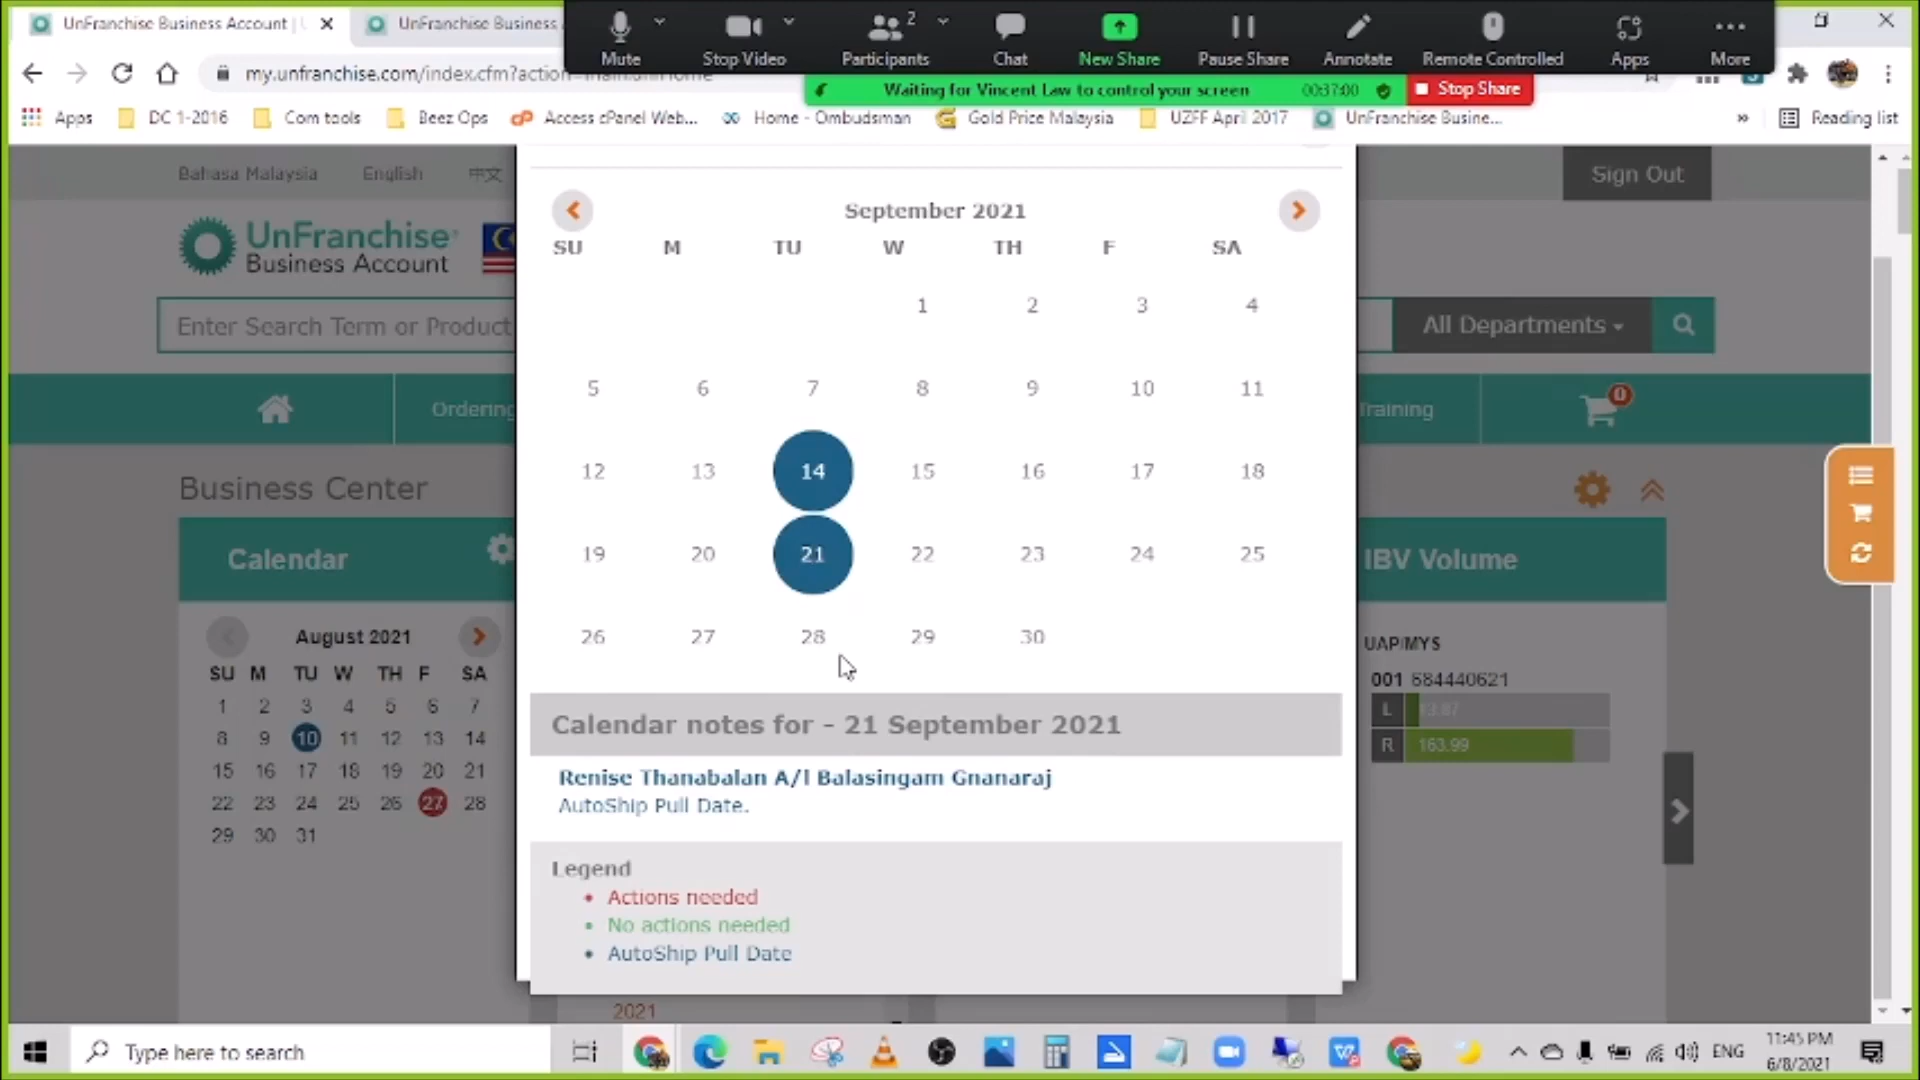 UnFranchise Business Account |
UnFranchise Business
Mute
Stop Video
Participants
2
Chat
New Share
Pause Share
Annotate
Remote Controlled
Apps
More
my.unfranchise.com/index.cfm?action=main.unHome
Waiting for Vincent Law to control your screen
00:37:00
Stop Share
Apps
DC 1-2016
Com tools
Beez Ops
Access cPanel Web...
Home - Ombudsman
Gold Price Malaysia
UZFF April 2017
UnFranchise Busine...
»
Reading list
Bahasa Malaysia
English
中文
Sign Out
UnFranchise
Business Account
Enter Search Term or Product
All Departments
Ordering
Training
0
Business Center
Calendar
August 2021
SU M TU W TH F SA
1 2 3 4 5 6 7
8 9 10 11 12 13 14
15 16 17 18 19 20 21
22 23 24 25 26 27 28
29 30 31
September 2021
SU M TU W TH F SA
1 2 3 4
5 6 7 8 9 10 11
12 13 14 15 16 17 18
19 20 21 22 23 24 25
26 27 28 29 30
Calendar notes for - 21 September 2021
Renise Thanabalan A/l Balasingam Gnanaraj
AutoShip Pull Date.
Legend
• Actions needed
• No actions needed
• AutoShip Pull Date
2021
IBV Volume
UAP/MYS
001 684440621
L
R 163.99
Type here to search
ENG
11:45 PM
6/8/2021